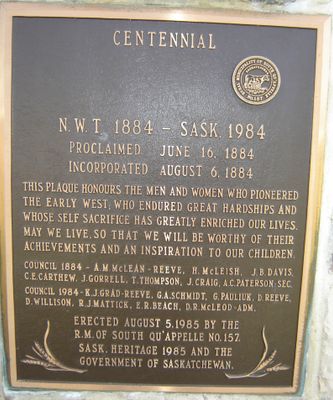 CENTENNIAL
N.W.T. 1884 - SASK. 1984
PROCLAIMED JUNE 16, 1884
INCORPORATED AUGUST 6, 1884
THIS PLAQUE HONOURS THE MEN AND WOMEN WHO PIONEERED
THE EARLY WEST, WHO ENDURED GREAT HARDSHIPS AND
WHOSE SELF SACRIFICE HAS GREATLY ENRICHED OUR LIVES.
MAY WE LIVE, SO THAT WE WILL BE WORTHY OF THEIR
ACHIEVEMENTS AND AN INSPIRATION TO OUR CHILDREN.
COUNCIL 1884 - A.M McLEAN - REEVE, H. McLEISH, J.B DAVIS,
C.E. CARTHEW, J. GORRELL, T. THOMPSON, J. CRAIG, A.C. PATERSON-SEC.
COUNCIL 1984 - K.J. GRAD-REEVE, G.A. SCHMIDT, G. PAULIUK, D. REEVE,
D. WILLISON, R.J. MATTICK, E.R. BEACH, D.R. McLEOD-ADM.
ERECTED AUGUST 5, 1985 BY THE
R.M. OF SOUTH QU'APPELLE NO. 157,
SASK. HERITAGE 1985 AND THE
GOVERNMENT OF SASKATCHEWAN.